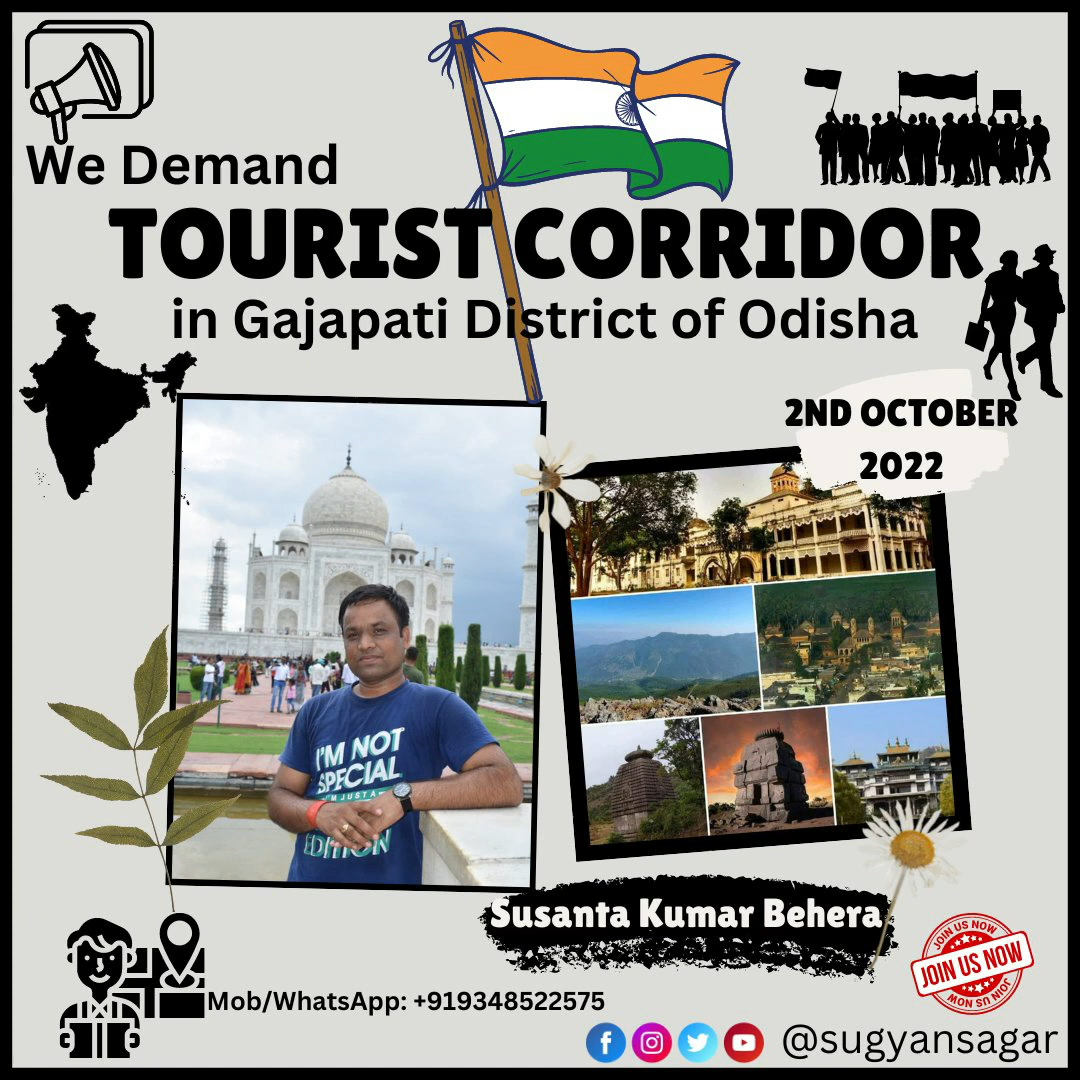 We Demand
TOURIST CORRIDOR
in Gajapati District of Odisha
2ND OCTOBER
2022
I'M NOT
SPECIAL
I'M JUST A
EDITION
Susanta Kumar Behera
JOIN US NOW
JOIN US NOW
JOIN US NOW
Mob/WhatsApp: +919348522575
@sugyansagar